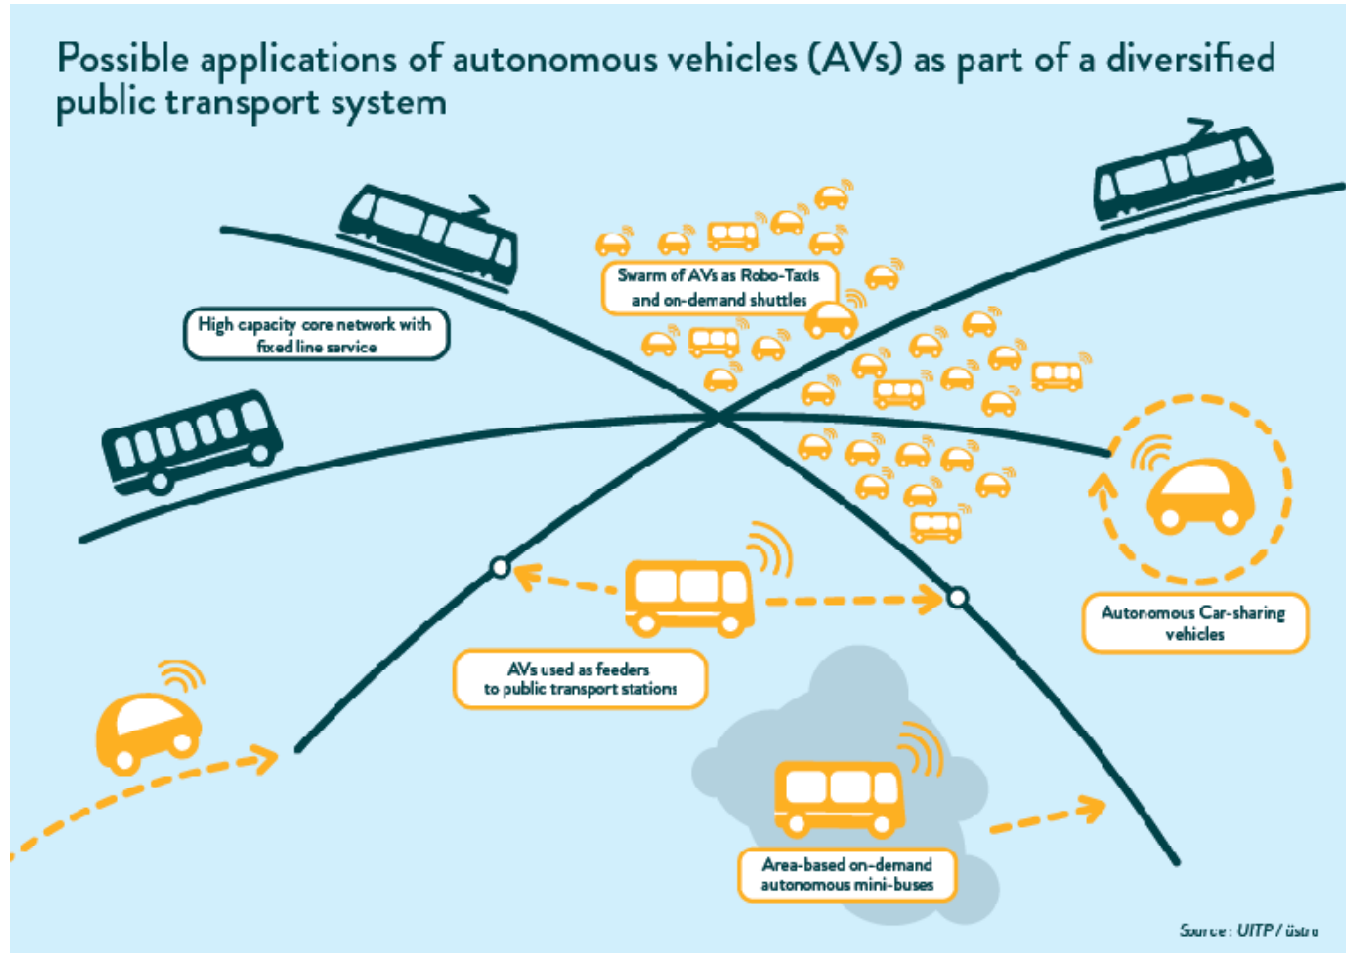 Possible applications of autonomous vehicles (AVs) as part of a diversified
public transport system
Swarm of AVs as Robo-Taxis
and on-demand shuttles
High capacity core network with
fixed line service
Autonomous Car-sharing
vehicles
AVs used as feeders
to public transport stations
Area-based on-demand
autonomous mini-buses
Source: UITP / üstra